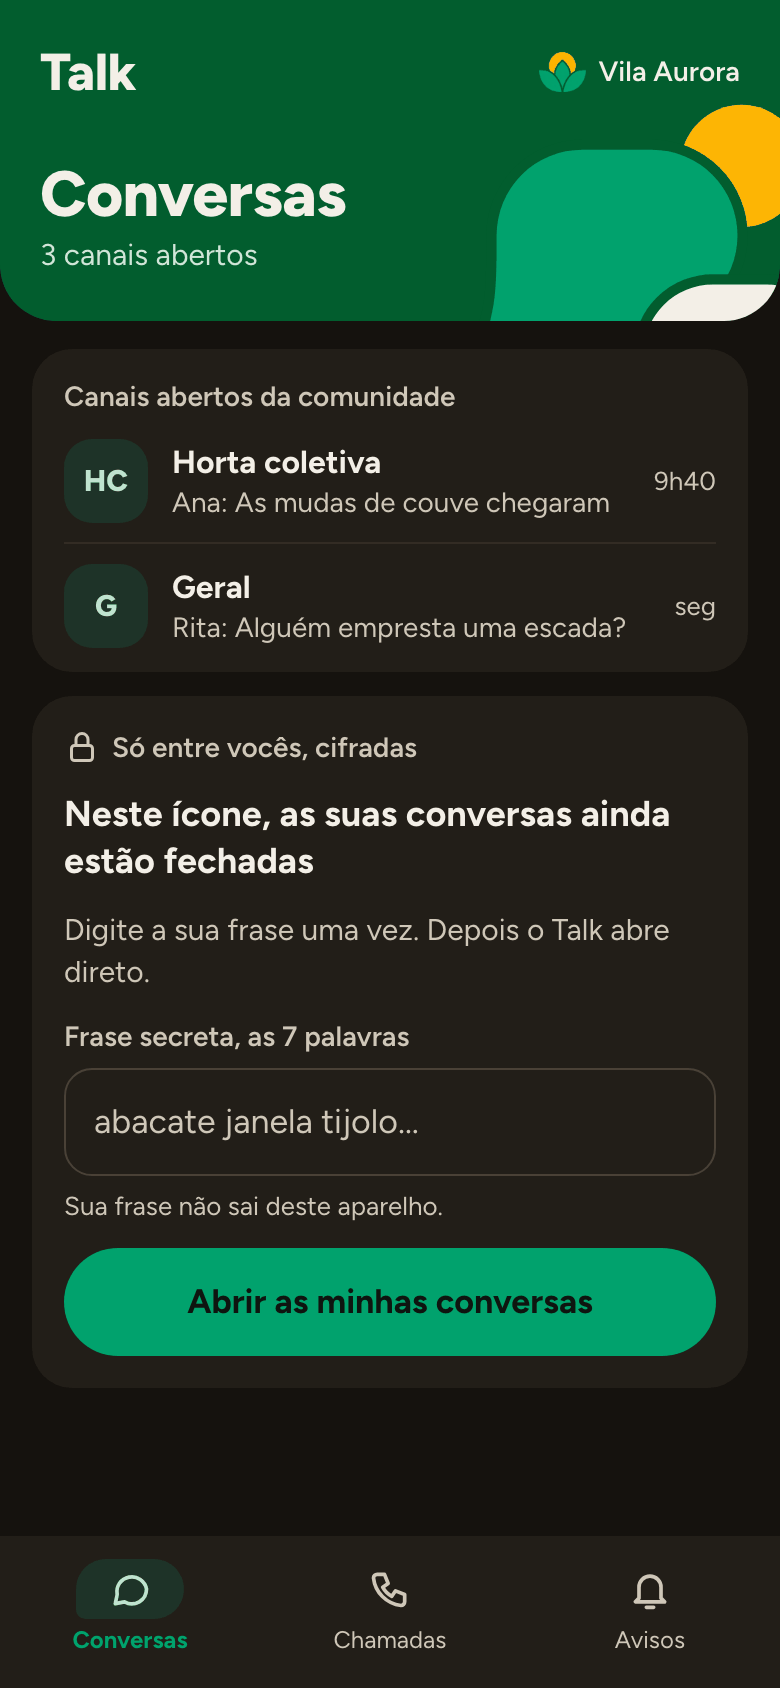 Talk
Vila Aurora
Conversas
3 canais abertos
Canais abertos da comunidade
HC
Horta coletiva
Ana: As mudas de couve chegaram
9h40
G
Geral
Rita: Alguém empresta uma escada?
seg
Só entre vocês, cifradas
Neste ícone, as suas conversas ainda
estão fechadas
Digite a sua frase uma vez. Depois o Talk abre
direto.
Frase secreta, as 7 palavras
abacate janela tijolo...
Sua frase não sai deste aparelho.
Abrir as minhas conversas
Conversas
Chamadas
Avisos